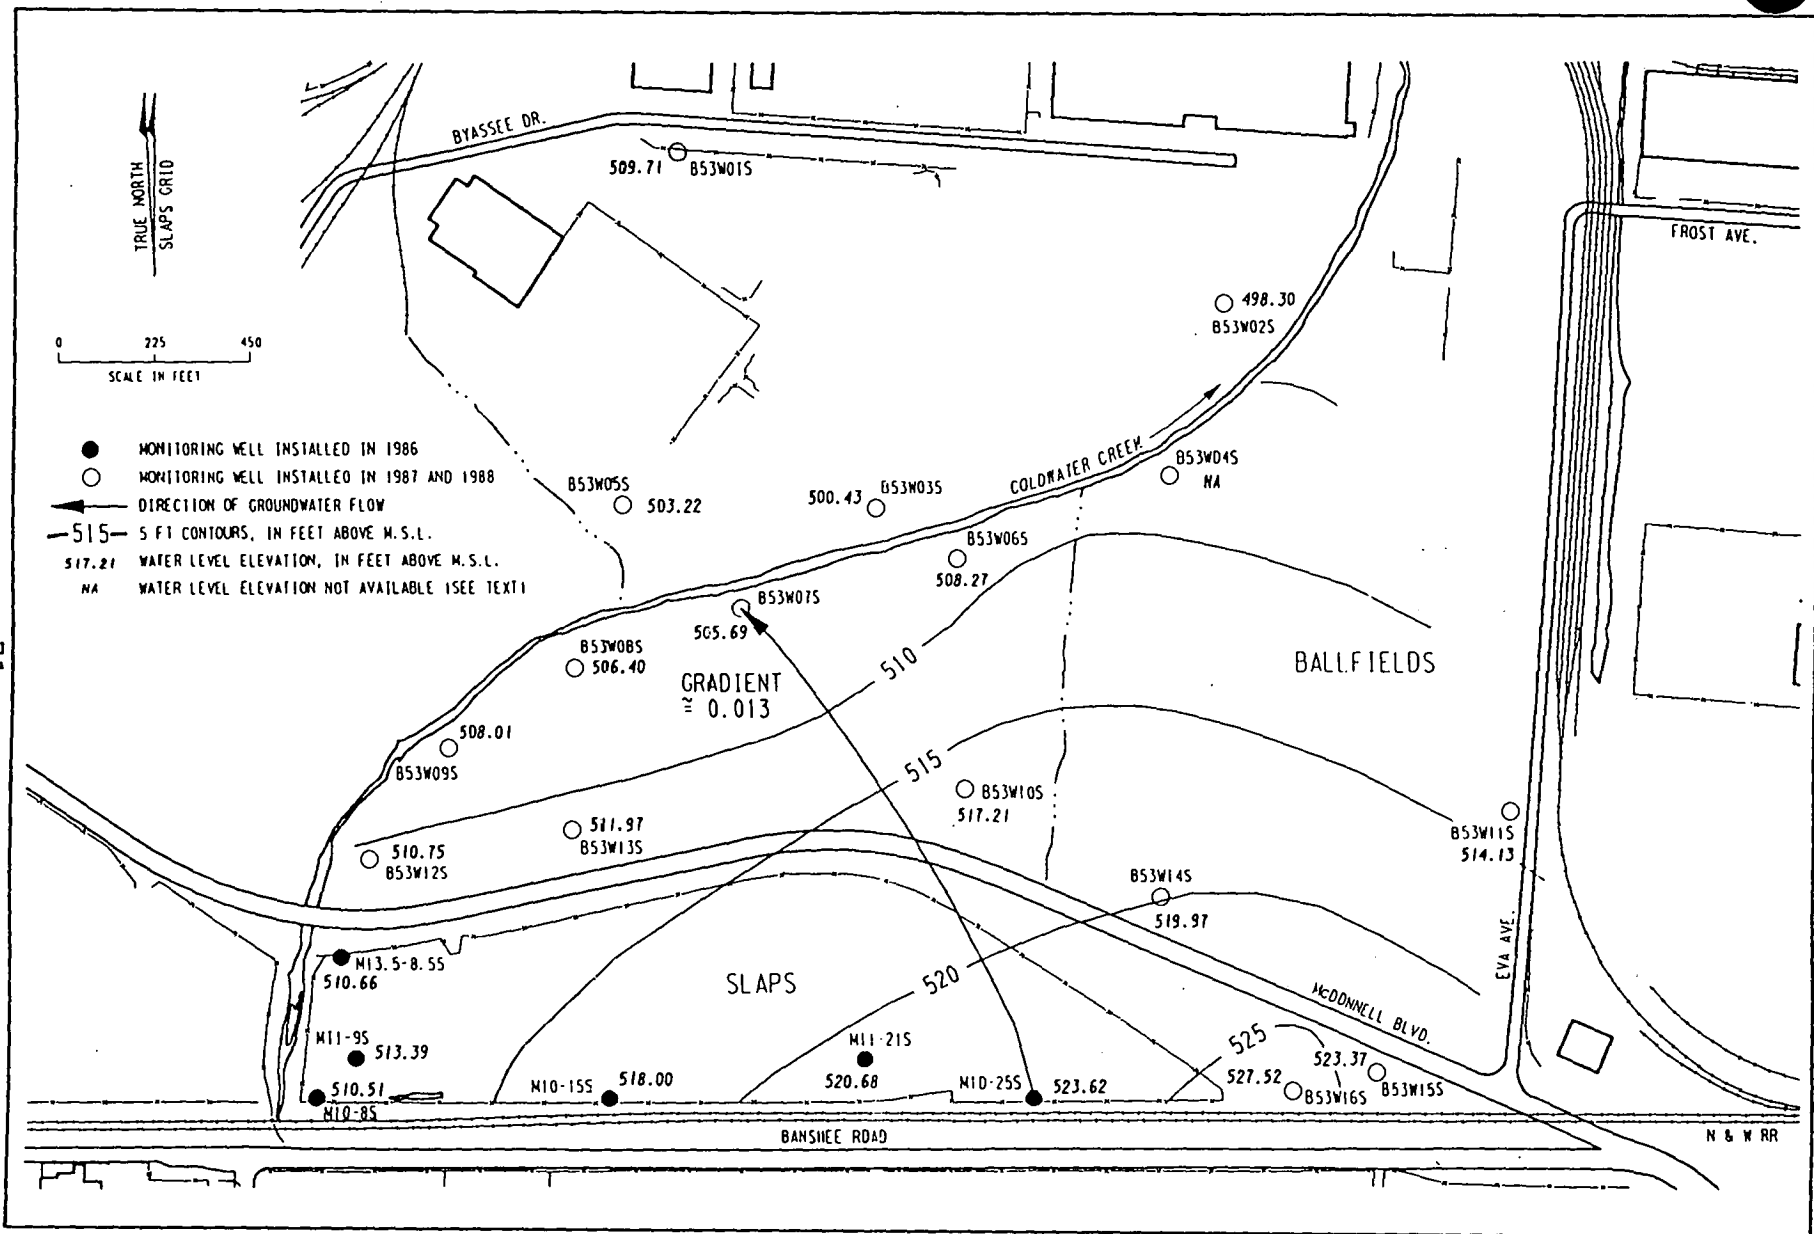 BYASSEE DR.
509.71 B53W01S
TRUE NORTH
SLAPS GRID
FROST AVE.
498.30
B53W02S
0 225 450
SCALE IN FEET
MONITORING WELL INSTALLED IN 1986
MONITORING WELL INSTALLED IN 1987 AND 1988
DIRECTION OF GROUNDWATER FLOW
515 5 FT CONTOURS, IN FEET ABOVE M.S.L.
517.21 WATER LEVEL ELEVATION, IN FEET ABOVE M.S.L.
NA WATER LEVEL ELEVATION NOT AVAILABLE (SEE TEXT)
B53W05S
503.22
500.43 B53W03S
COLDWATER CREEK
B53W04S
NA
B53W06S
508.27
B53W07S
505.69
B53W08S
506.40
GRADIENT
≅ 0.013
510
BALLFIELDS
508.01
B53W09S
515
B53W10S
517.21
511.97
B53W13S
510.75
B53W12S
B53W11S
514.13
B53W14S
519.97
EVA AVE.
M13.5-8.5S
510.66
SLAPS
520
McDONNELL BLVD.
M11-9S
513.39
M11-21S
520.68
525
523.37
B53W15S
527.52
B53W16S
510.51
M10-8S
M10-15S 518.00
M10-25S 523.62
BANSHEE ROAD
N & W RR